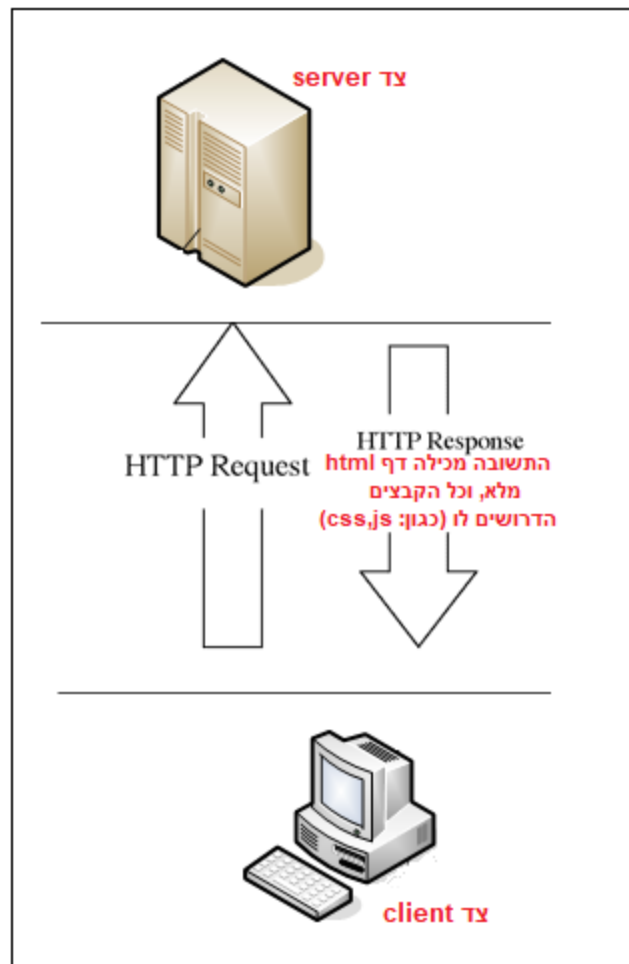 צד server
HTTP Request
HTTP Response
התשובה מכילה דף html
מלא, וכל הקבצים
הדרושים לו (כגון: css,js)
צד client